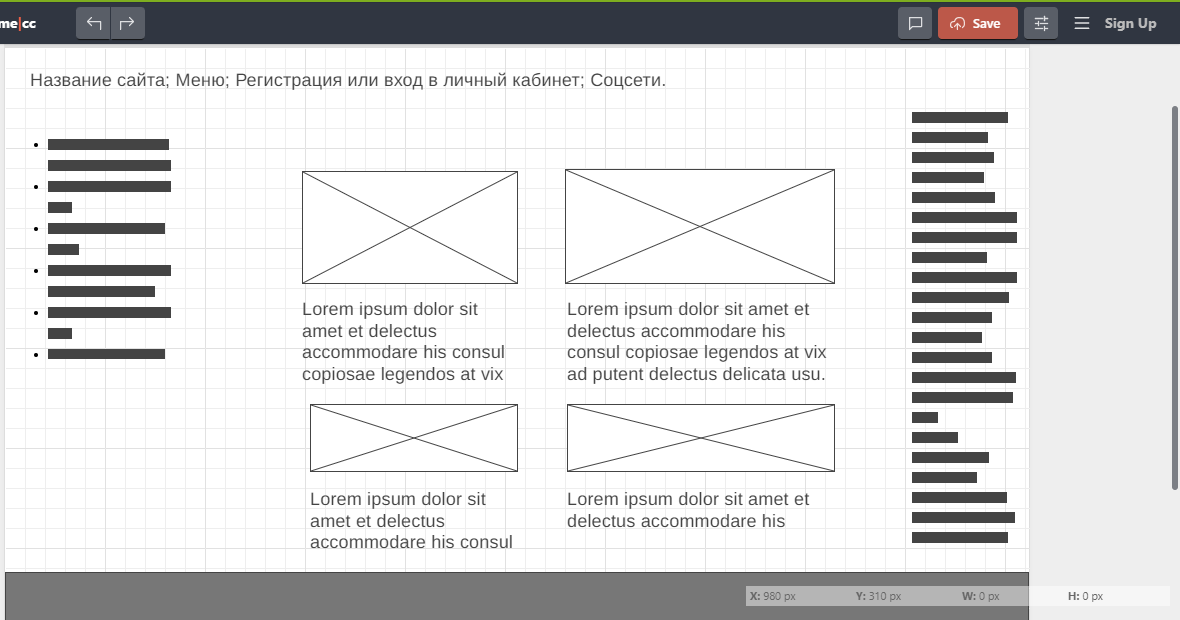 me|cc
Save
Sign Up
Название сайта; Меню; Регистрация или вход в личный кабинет; Соцсети.
Lorem ipsum dolor sit
amet et delectus
accommodare his consul
copiosae legendos at vix
Lorem ipsum dolor sit amet et
delectus accommodare his
consul copiosae legendos at vix
ad putent delectus delicata usu.
Lorem ipsum dolor sit
amet et delectus
accommodare his consul
Lorem ipsum dolor sit amet et
delectus accommodare his
X: 980 px Y: 310 px W: 0 px H: 0 px